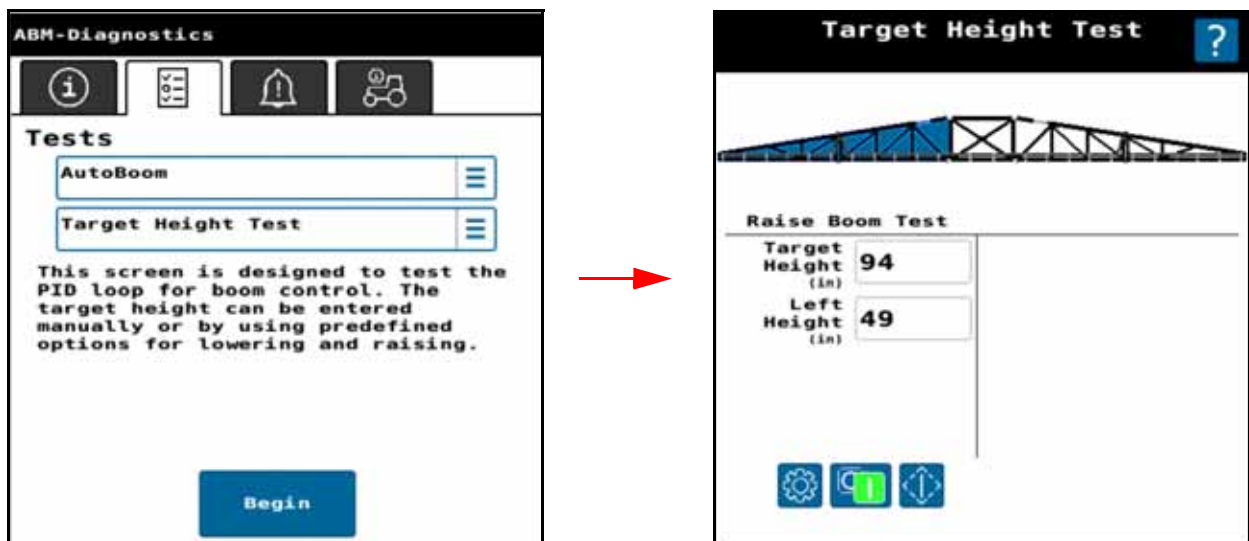 ABM-Diagnostics
Tests
AutoBoom
Target Height Test
This screen is designed to test the
PID loop for boom control. The
target height can be entered
manually or by using predefined
options for lowering and raising.
Begin
Target Height Test
?
Raise Boom Test
Target
Height
(in)
94
Left
Height
(in)
49